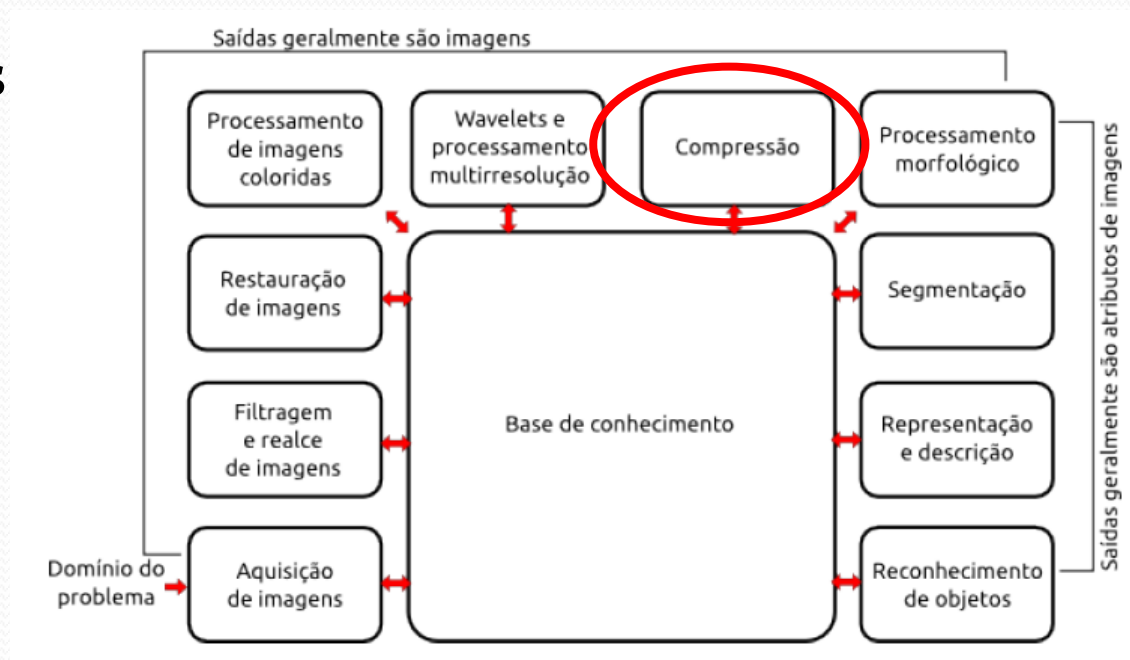 Saídas geralmente são imagens
s
Processamento
de imagens
coloridas
Wavelets e
processamento
multirresolução
Compressão
Processamento
morfológico
Restauração
de imagens
Segmentação
Filtragem
e realce
de imagens
Base de conhecimento
Representação
e descrição
Domínio do
problema
Aquisição
de imagens
Reconhecimento
de objetos
Saídas geralmente são atributos de imagens